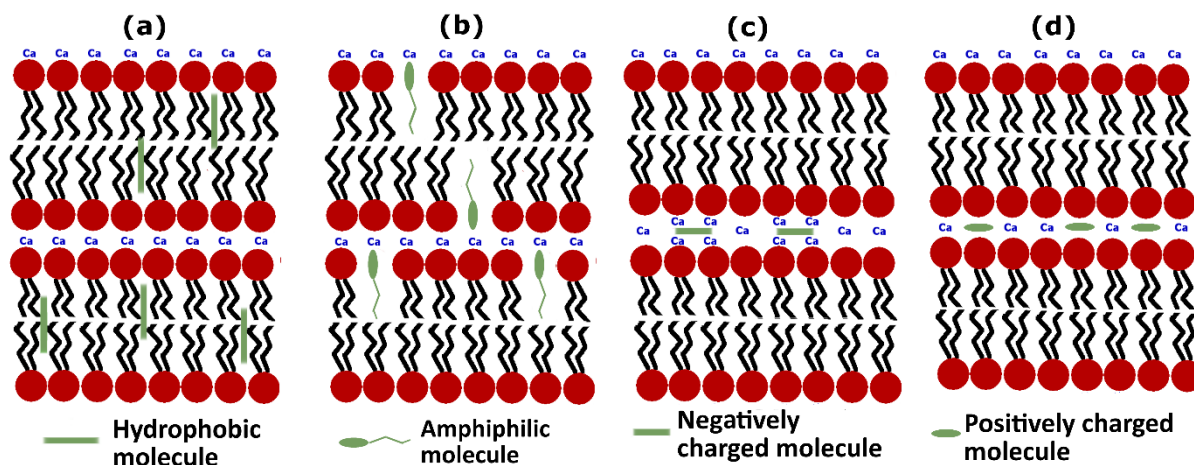 (a)
Ca Ca Ca Ca Ca Ca Ca Ca
Ca Ca Ca Ca Ca Ca Ca Ca
Hydrophobic
molecule
(b)
Ca Ca Ca Ca Ca Ca Ca Ca
Ca Ca Ca Ca Ca Ca Ca Ca
Amphiphilic
molecule
(c)
Ca Ca Ca Ca Ca Ca Ca Ca
Ca Ca Ca Ca
Ca Ca Ca Ca
Ca Ca Ca Ca
Negatively
charged molecule
(d)
Ca Ca Ca Ca Ca Ca Ca Ca
Ca Ca Ca Ca Ca
Positively charged
molecule